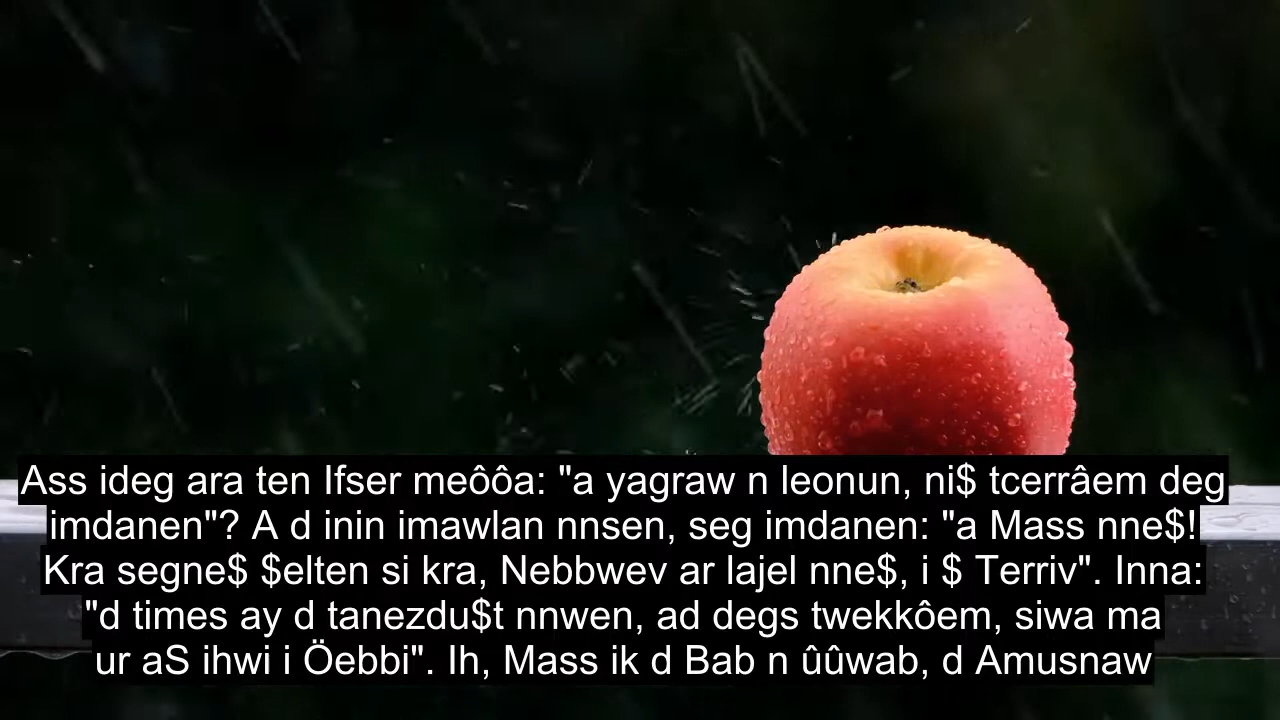 Ass ideg ara ten Ifser meôôa: "a yagraw n leonun, ni$ tcerrâem deg
imdanen"? A d inin imawlan nnsen, seg imdanen: "a Mass nne$!
Kra segne$ $elten si kra, Nebbwev ar lajel nne$, i $ Terriv". Inna:
"d times ay d tanezdu$t nnwen, ad degs twekkôem, siwa ma
ur aS ihwi i Öebbi". Ih, Mass ik d Bab n ûûwab, d Amusnaw